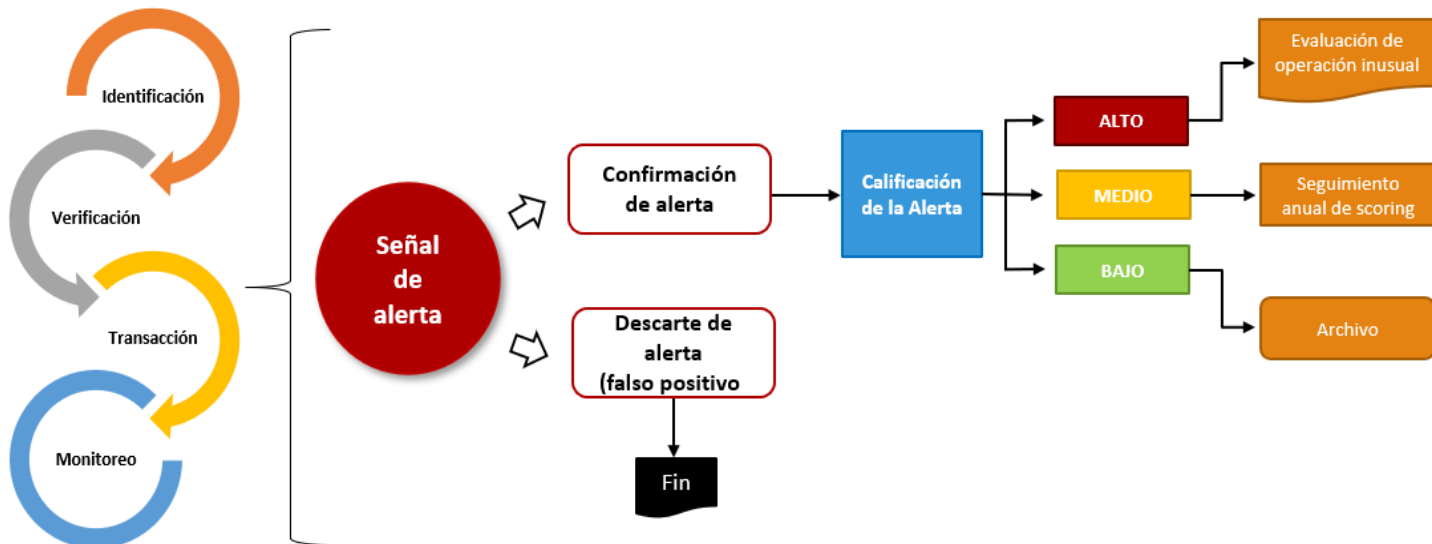 Identificación
Verificación
Transacción
Monitoreo
Señal
de
alerta
Confirmación
de alerta
Descarte de
alerta
(falso positivo
Fin
Calificación
de la Alerta
ALTO
MEDIO
BAJO
Evaluación de
operación inusual
Seguimiento
anual de scoring
Archivo